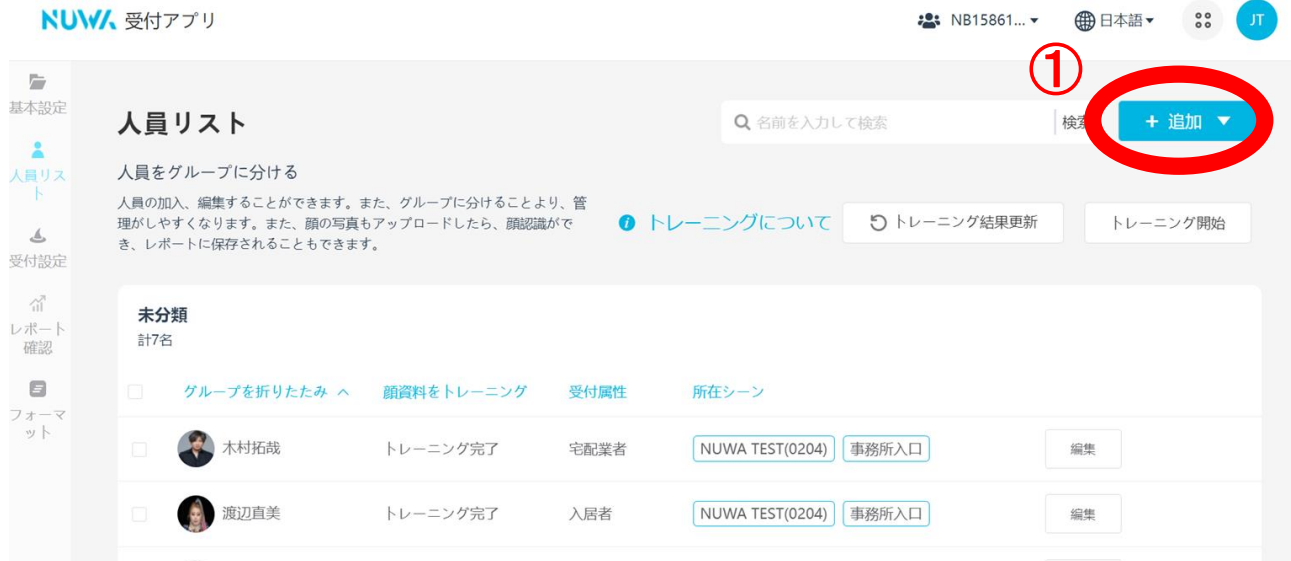 NUWA 受付アプリ
NB15861...
日本語
JT
①
基本設定
人員リスト
受付設定
レポート
確認
フォーマ
ット
人員リスト
名前を入力して検索
検索
+ 追加
人員をグループに分ける
人員の加入、編集することができます。また、グループに分けることより、管
理がしやすくなります。また、顔の写真もアップロードしたら、顔認識がで
き、レポートに保存されることもできます。
トレーニングについて
トレーニング結果更新
トレーニング開始
未分類
計7名
グループを折りたたみ 顔資料をトレーニング 受付属性 所在シーン
木村拓哉 トレーニング完了 宅配業者 NUWA TEST(0204) 事務所入口 編集
渡辺直美 トレーニング完了 入居者 NUWA TEST(0204) 事務所入口 編集